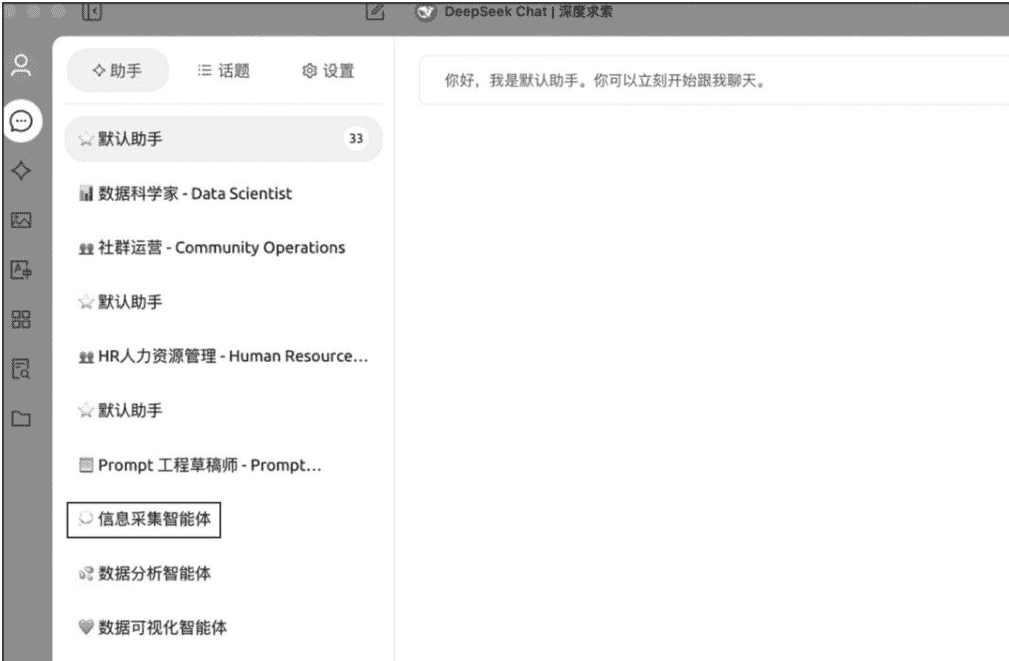 DeepSeek Chat | 深度求索
助手 话题 设置
你好，我是默认助手。你可以立刻开始跟我聊天。
默认助手 33
数据科学家 - Data Scientist
社群运营 - Community Operations
默认助手
HR人力资源管理 - Human Resource...
默认助手
Prompt 工程草稿师 - Prompt...
信息采集智能体
数据分析智能体
数据可视化智能体